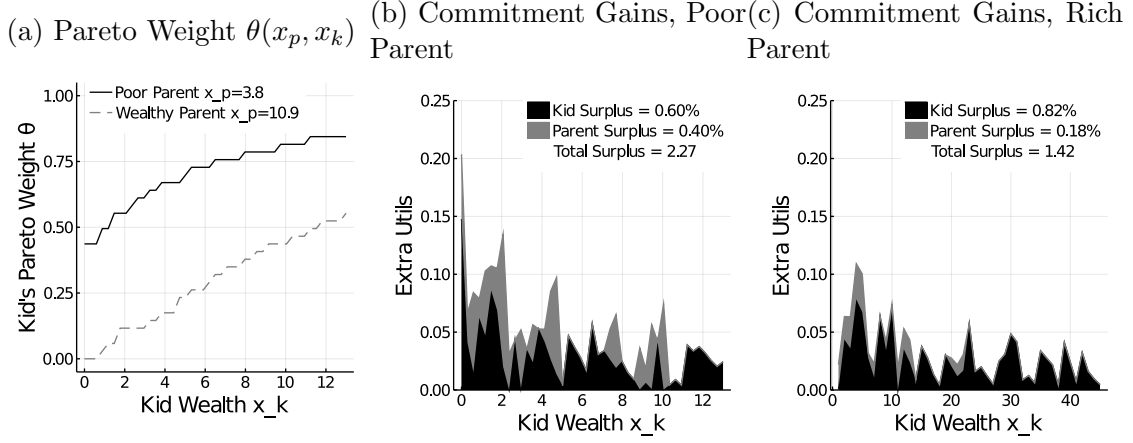 (a) Pareto Weight θ(x_p, x_k)
1.00
0.75
0.50
0.25
0.00
Kid's Pareto Weight θ
Poor Parent x_p=3.8
Wealthy Parent x_p=10.9
0 2 4 6 8 10 12
Kid Wealth x_k
(b) Commitment Gains, Poor
Parent
0.25
0.20
0.15
0.10
0.05
0.00
Extra Utils
Kid Surplus = 0.60%
Parent Surplus = 0.40%
Total Surplus = 2.27
0 2 4 6 8 10 12
Kid Wealth x_k
(c) Commitment Gains, Rich
Parent
0.25
0.20
0.15
0.10
0.05
0.00
Extra Utils
Kid Surplus = 0.82%
Parent Surplus = 0.18%
Total Surplus = 1.42
0 10 20 30 40
Kid Wealth x_k